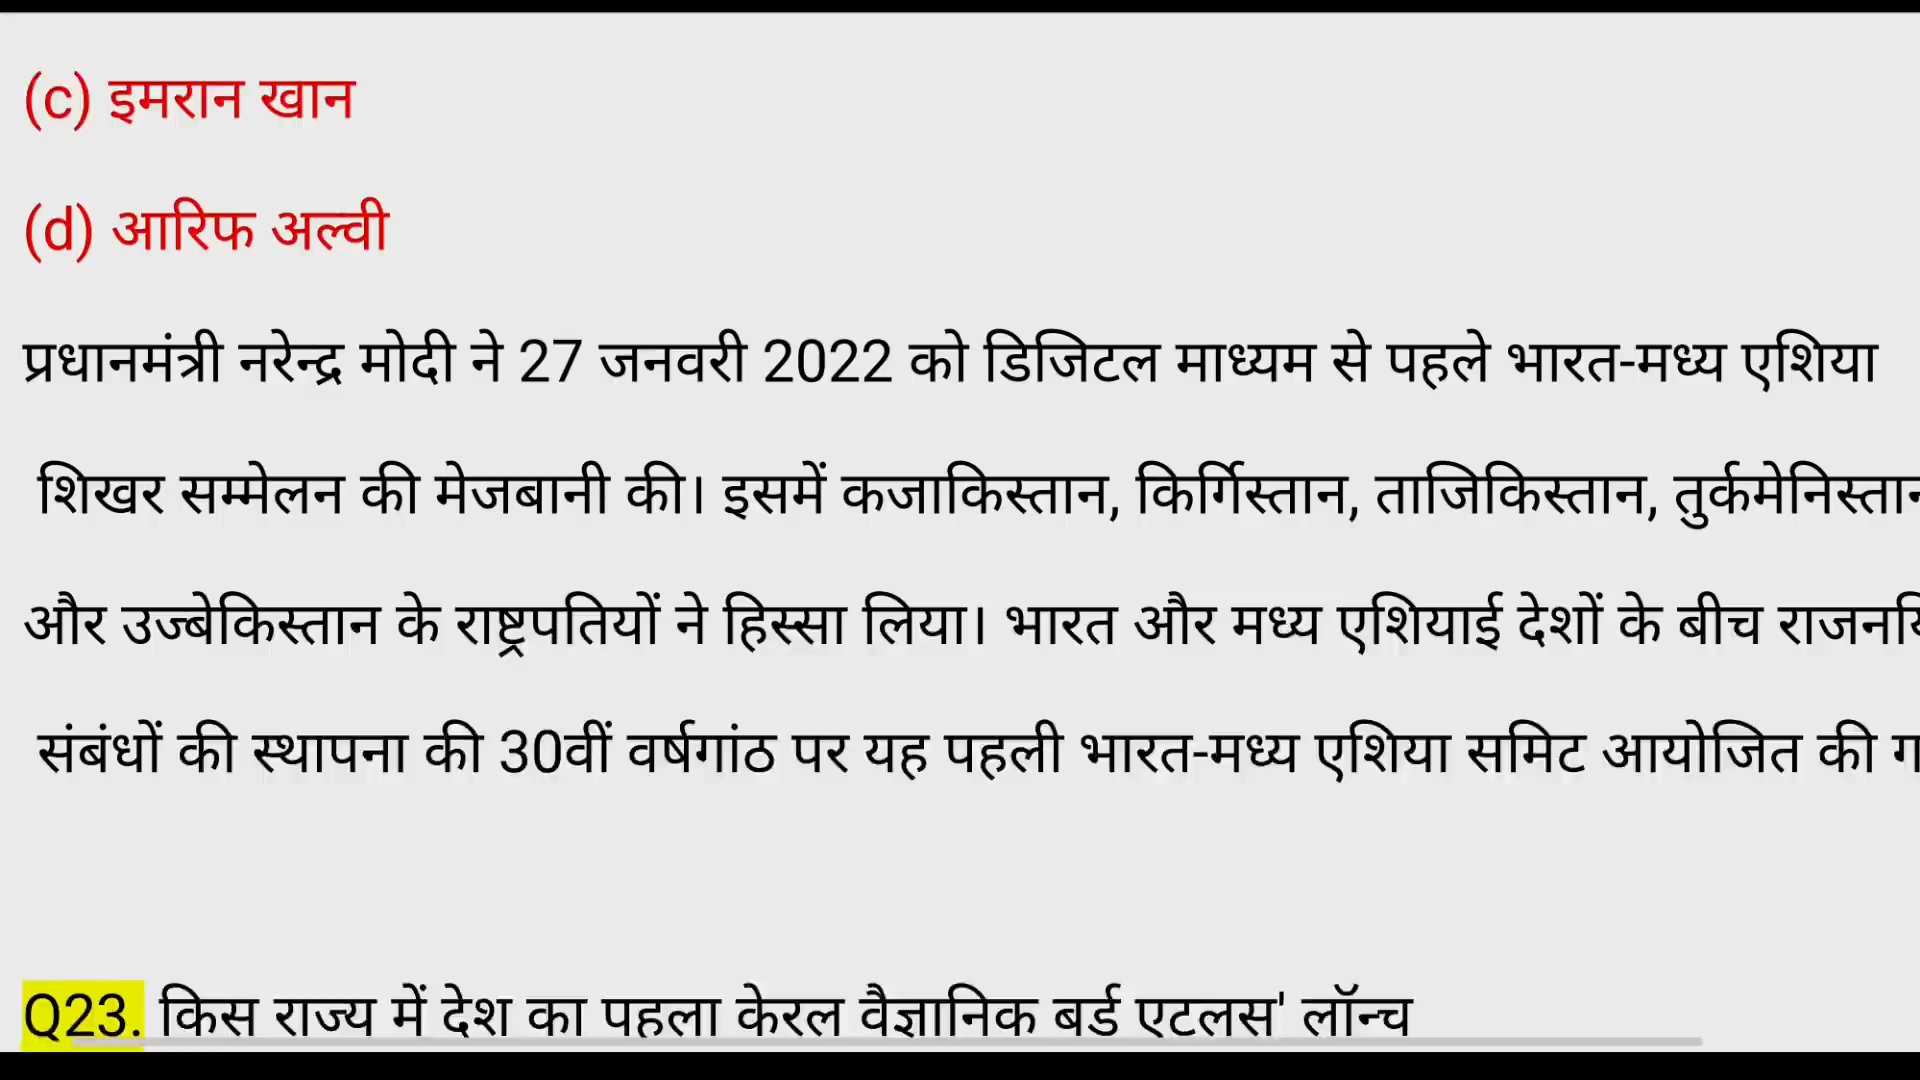 (c) इमरान खान
(d) आरिफ अल्वी
प्रधानमंत्री नरेन्द्र मोदी ने 27 जनवरी 2022 को डिजिटल माध्यम से पहले भारत-मध्य एशिया
शिखर सम्मेलन की मेजबानी की। इसमें कजाकिस्तान, किर्गिस्तान, ताजिकिस्तान, तुर्कमेनिस्तान
और उज्बेकिस्तान के राष्ट्रपतियों ने हिस्सा लिया। भारत और मध्य एशियाई देशों के बीच
संबंधों की स्थापना की 30वीं वर्षगांठ पर यह पहली भारत-मध्य एशिया समिट आयोजित की
Q23. किस राज्य में देश का पहला केरल वैज्ञानिक बर्ड एटलस' लॉन्च